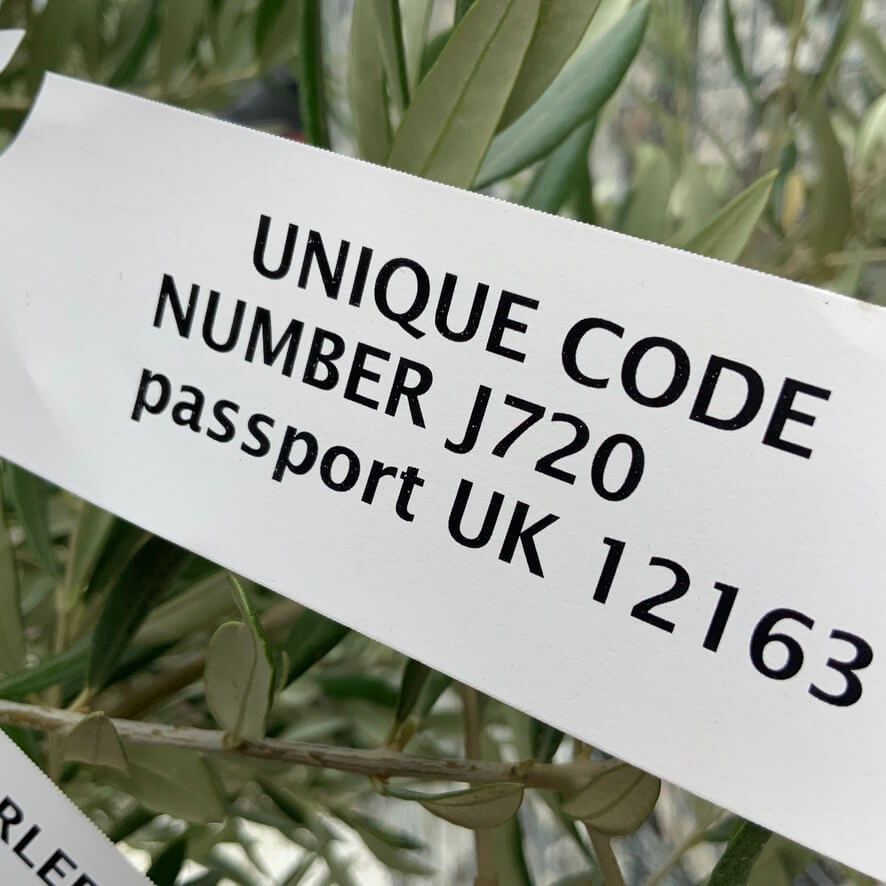 UNIQUE CODE
NUMBER J720
passport UK 12163